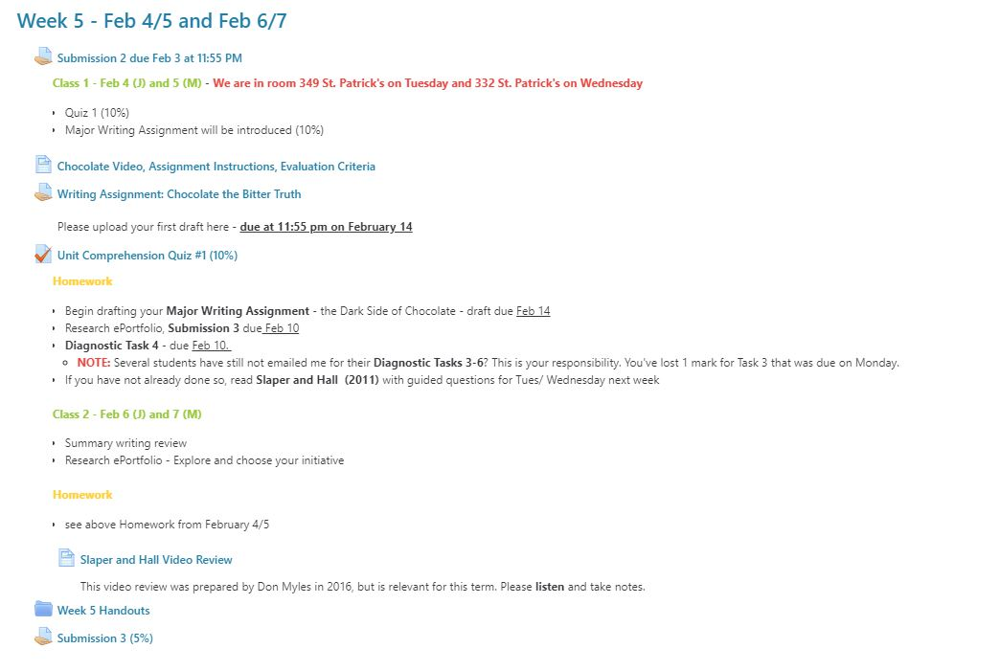 Week 5 - Feb 4/5 and Feb 6/7
Submission 2 due Feb 3 at 11:55 PM
Class 1 - Feb 4 (J) and 5 (M) - We are in room 349 St. Patrick's on Tuesday and 332 St. Patrick's on Wednesday
Quiz 1 (10%)
Major Writing Assignment will be introduced (10%)
Chocolate Video, Assignment Instructions, Evaluation Criteria
Writing Assignment: Chocolate the Bitter Truth
Please upload your first draft here - due at 11:55 pm on February 14
Unit Comprehension Quiz #1 (10%)
Homework
Begin drafting your Major Writing Assignment - the Dark Side of Chocolate - draft due Feb 14
Research ePortfolio, Submission 3 due Feb 10
Diagnostic Task 4 - due Feb 10.
NOTE: Several students have still not emailed me for their Diagnostic Tasks 3-6? This is your responsibility. You've lost 1 mark for Task 3 that was due on Monday.
If you have not already done so, read Slaper and Hall (2011) with guided questions for Tues/ Wednesday next week
Class 2 - Feb 6 (J) and 7 (M)
Summary writing review
Research ePortfolio - Explore and choose your initiative
Homework
see above Homework from February 4/5
Slaper and Hall Video Review
This video review was prepared by Don Myles in 2016, but is relevant for this term. Please listen and take notes.
Week 5 Handouts
Submission 3 (5%)